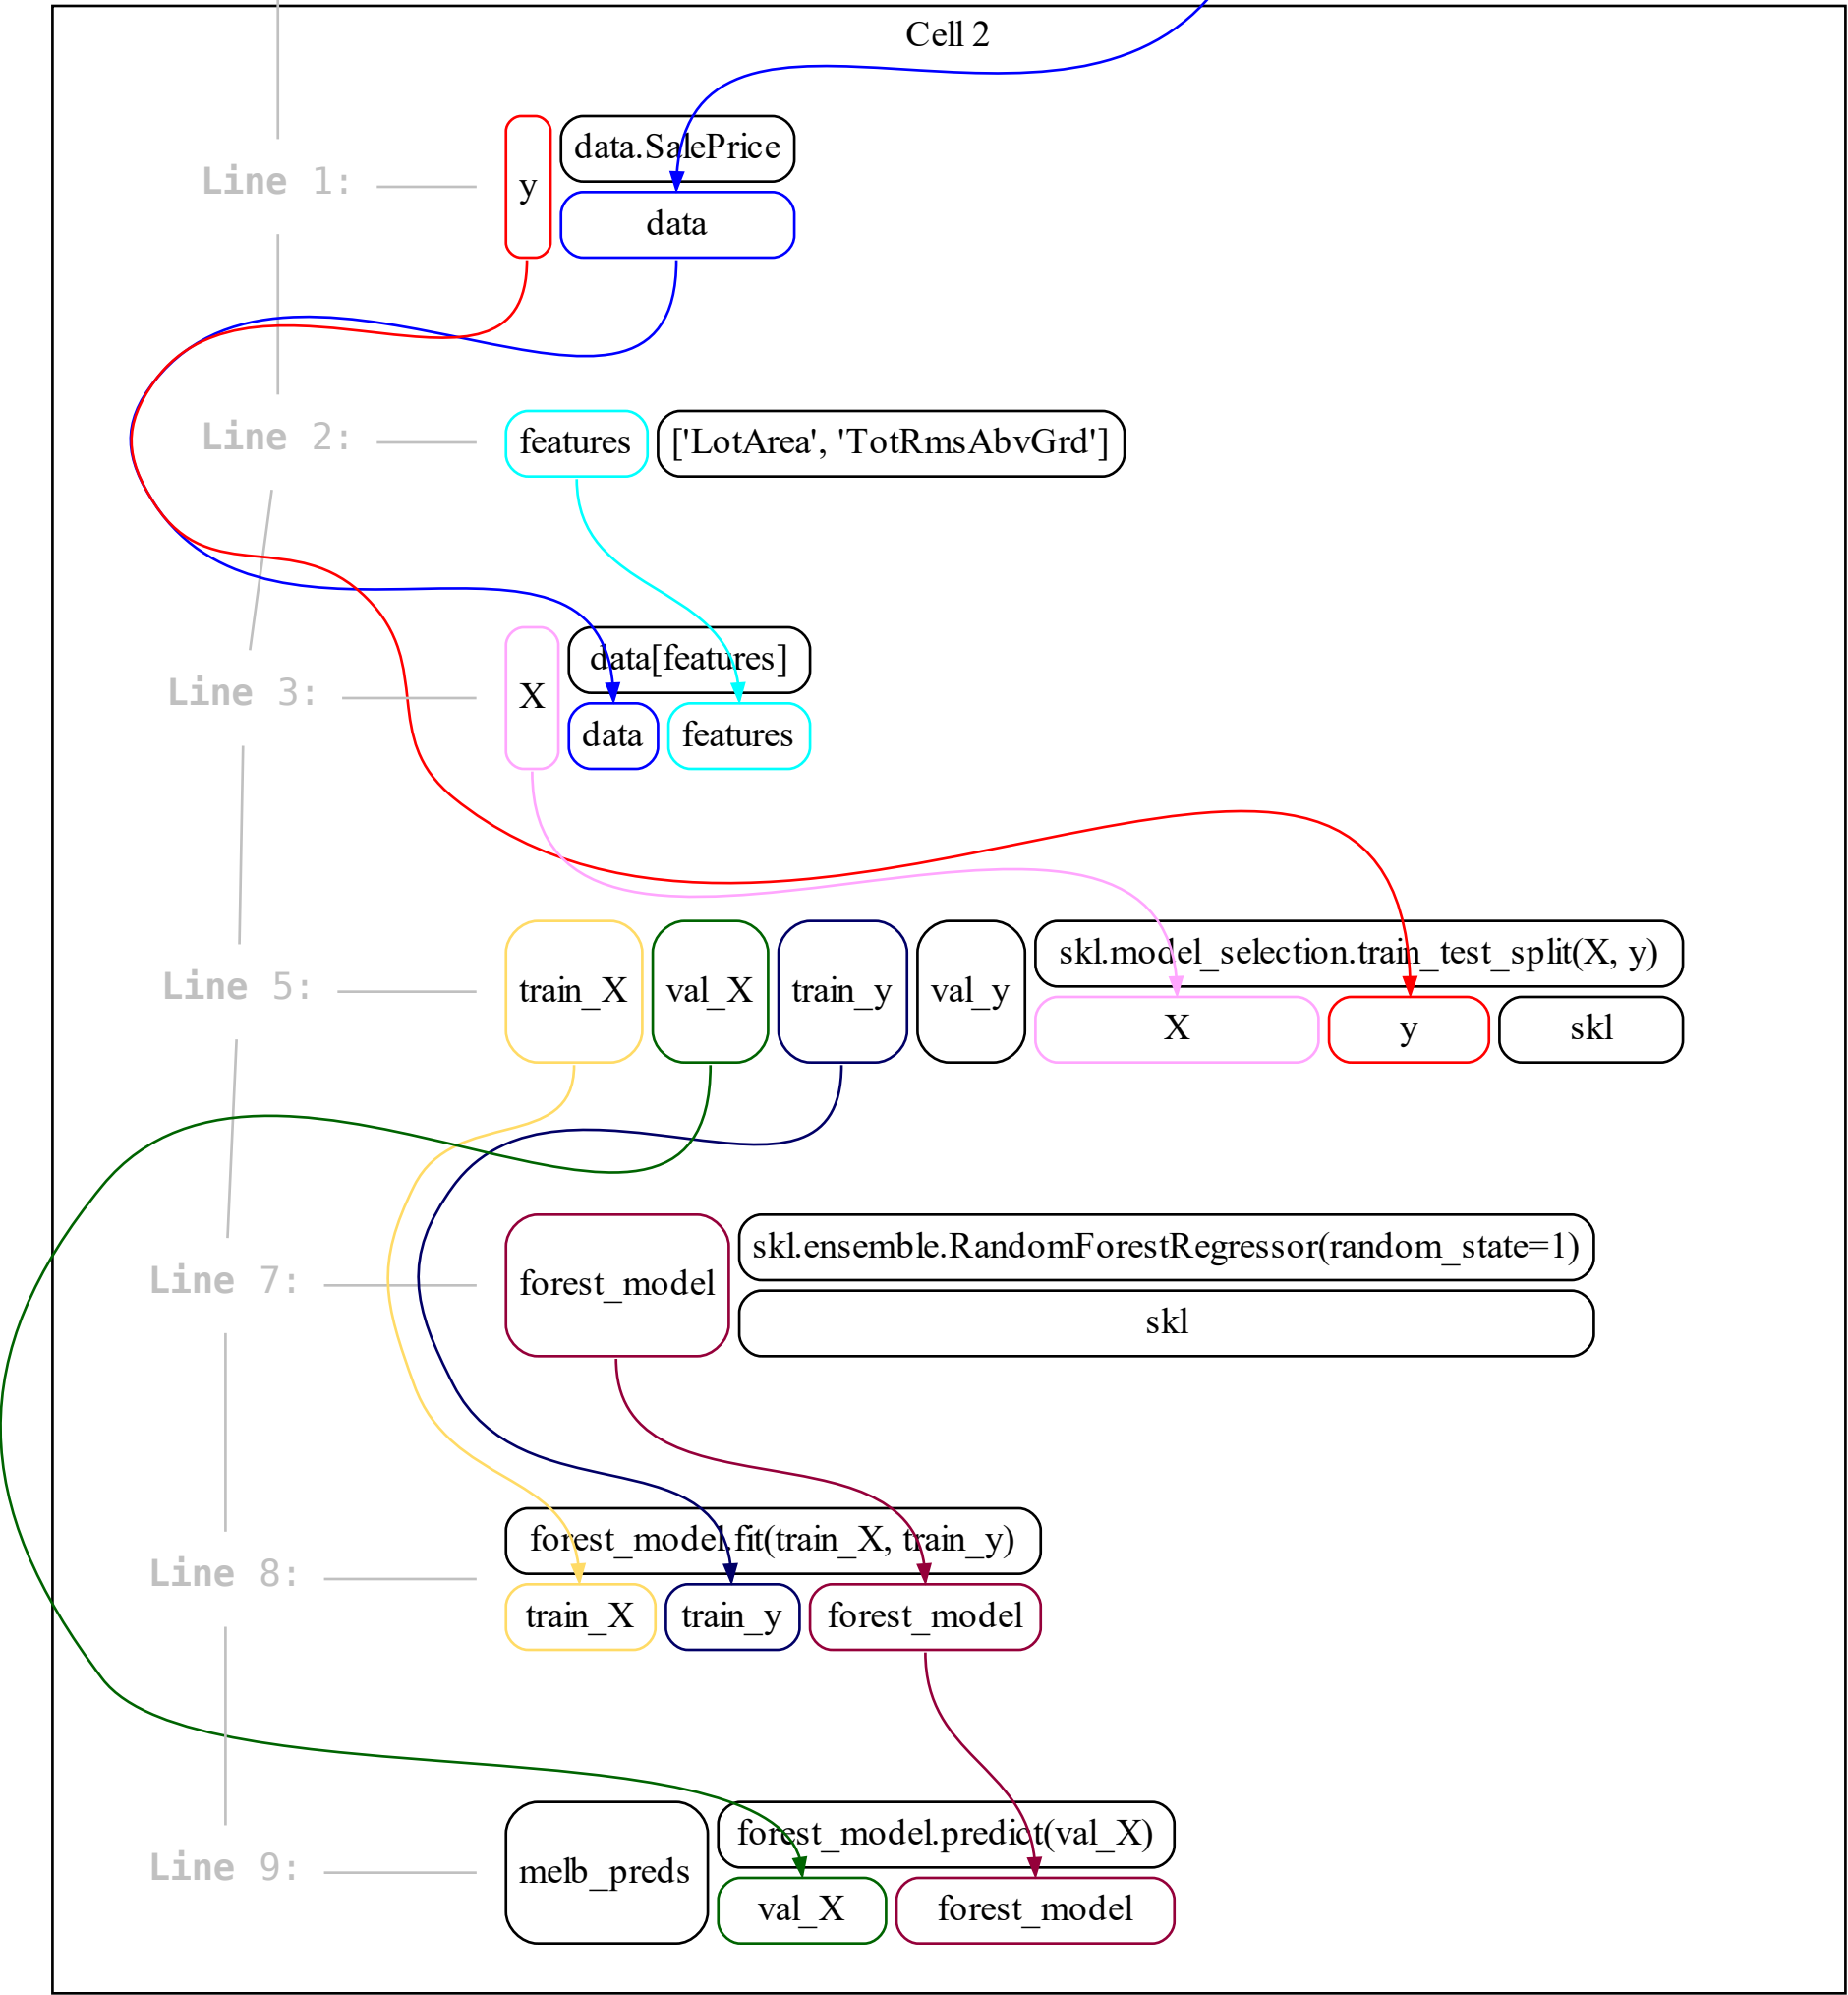 Cell 2
Line 1: y data.SalePrice
data
Line 2: features ['LotArea', 'TotRmsAbvGrd']
Line 3: X data[features]
data features
Line 5: train_X val_X train_y val_y skl.model_selection.train_test_split(X, y)
X y skl
Line 7: forest_model skl.ensemble.RandomForestRegressor(random_state=1)
skl
Line 8: forest_model.fit(train_X, train_y)
train_X train_y forest_model
Line 9: melb_preds forest_model.predict(val_X)
val_X forest_model